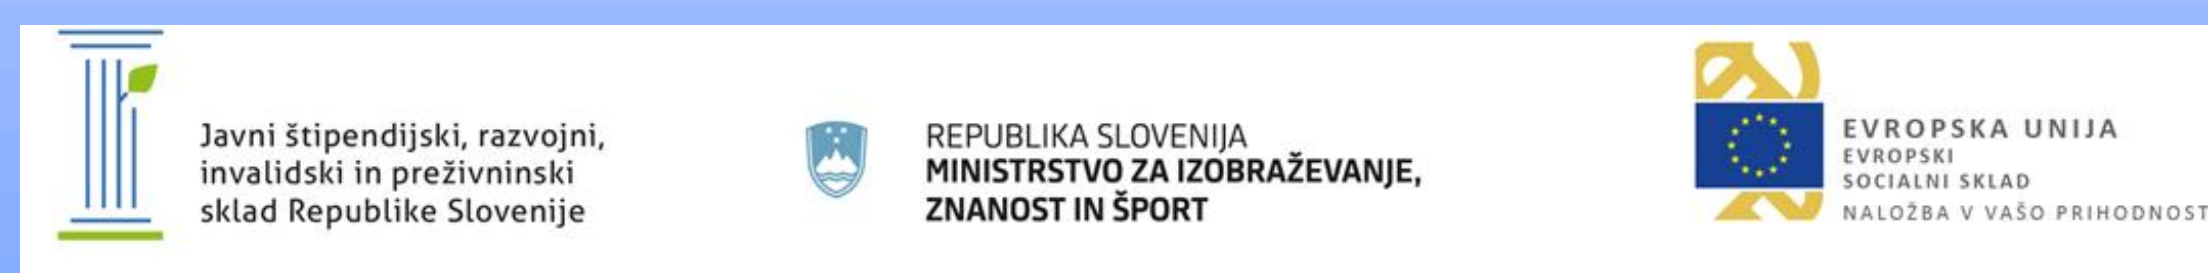 Javni štipendijski, razvojni,
invalidski in preživninski
sklad Republike Slovenije
REPUBLIKA SLOVENIJA
MINISTRSTVO ZA IZOBRAŽEVANJE,
ZNANOST IN ŠPORT
EVROPSKA UNIJA
EVROPSKI
SOCIALNI SKLAD
NALOŽBA V VAŠO PRIHODNOST